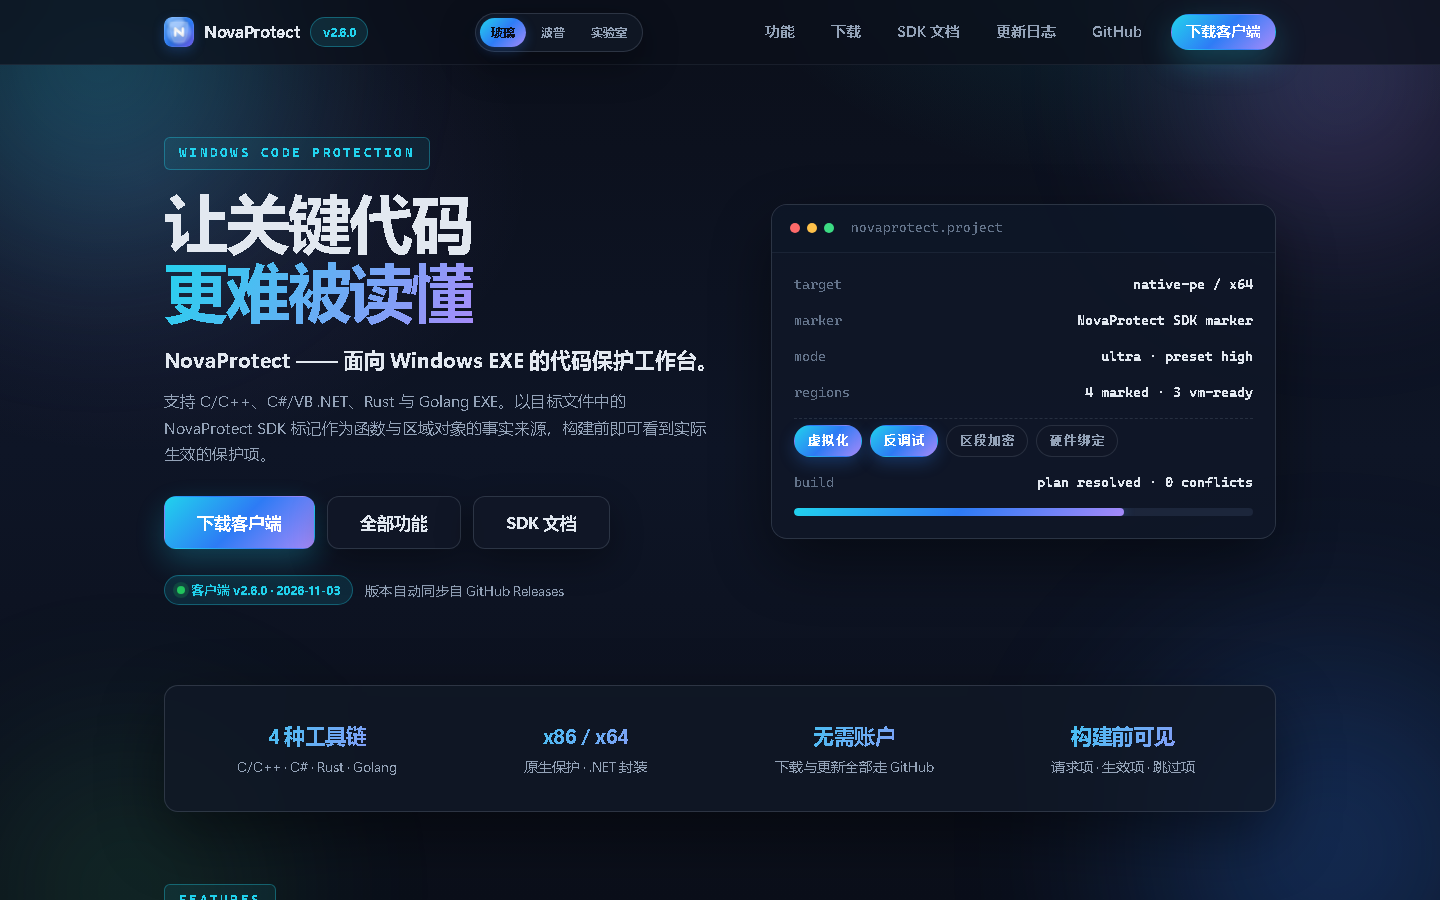 N NovaProtect v2.6.0 玻璃 波普 实验室 功能 下载 SDK 文档 更新日志 GitHub 下载客户端
WINDOWS CODE PROTECTION
让关键代码
更难被读懂
NovaProtect —— 面向 Windows EXE 的代码保护工作台。
支持 C/C++、C#/VB .NET、Rust 与 Golang EXE。以目标文件中的
NovaProtect SDK 标记作为函数与区域对象的事实来源，构建前即可看到实际
生效的保护项。
下载客户端 全部功能 SDK 文档
客户端 v2.6.0 · 2026-11-03 版本自动同步自 GitHub Releases
novaprotect.project
target native-pe / x64
marker NovaProtect SDK marker
mode ultra · preset high
regions 4 marked · 3 vm-ready
虚拟化 反调试 区段加密 硬件绑定
build plan resolved · 0 conflicts
4 种工具链 x86 / x64 无需账户 构建前可见
C/C++ · C# · Rust · Golang 原生保护 · .NET 封装 下载与更新全部走 GitHub 请求项 · 生效项 · 跳过项
FEATURES